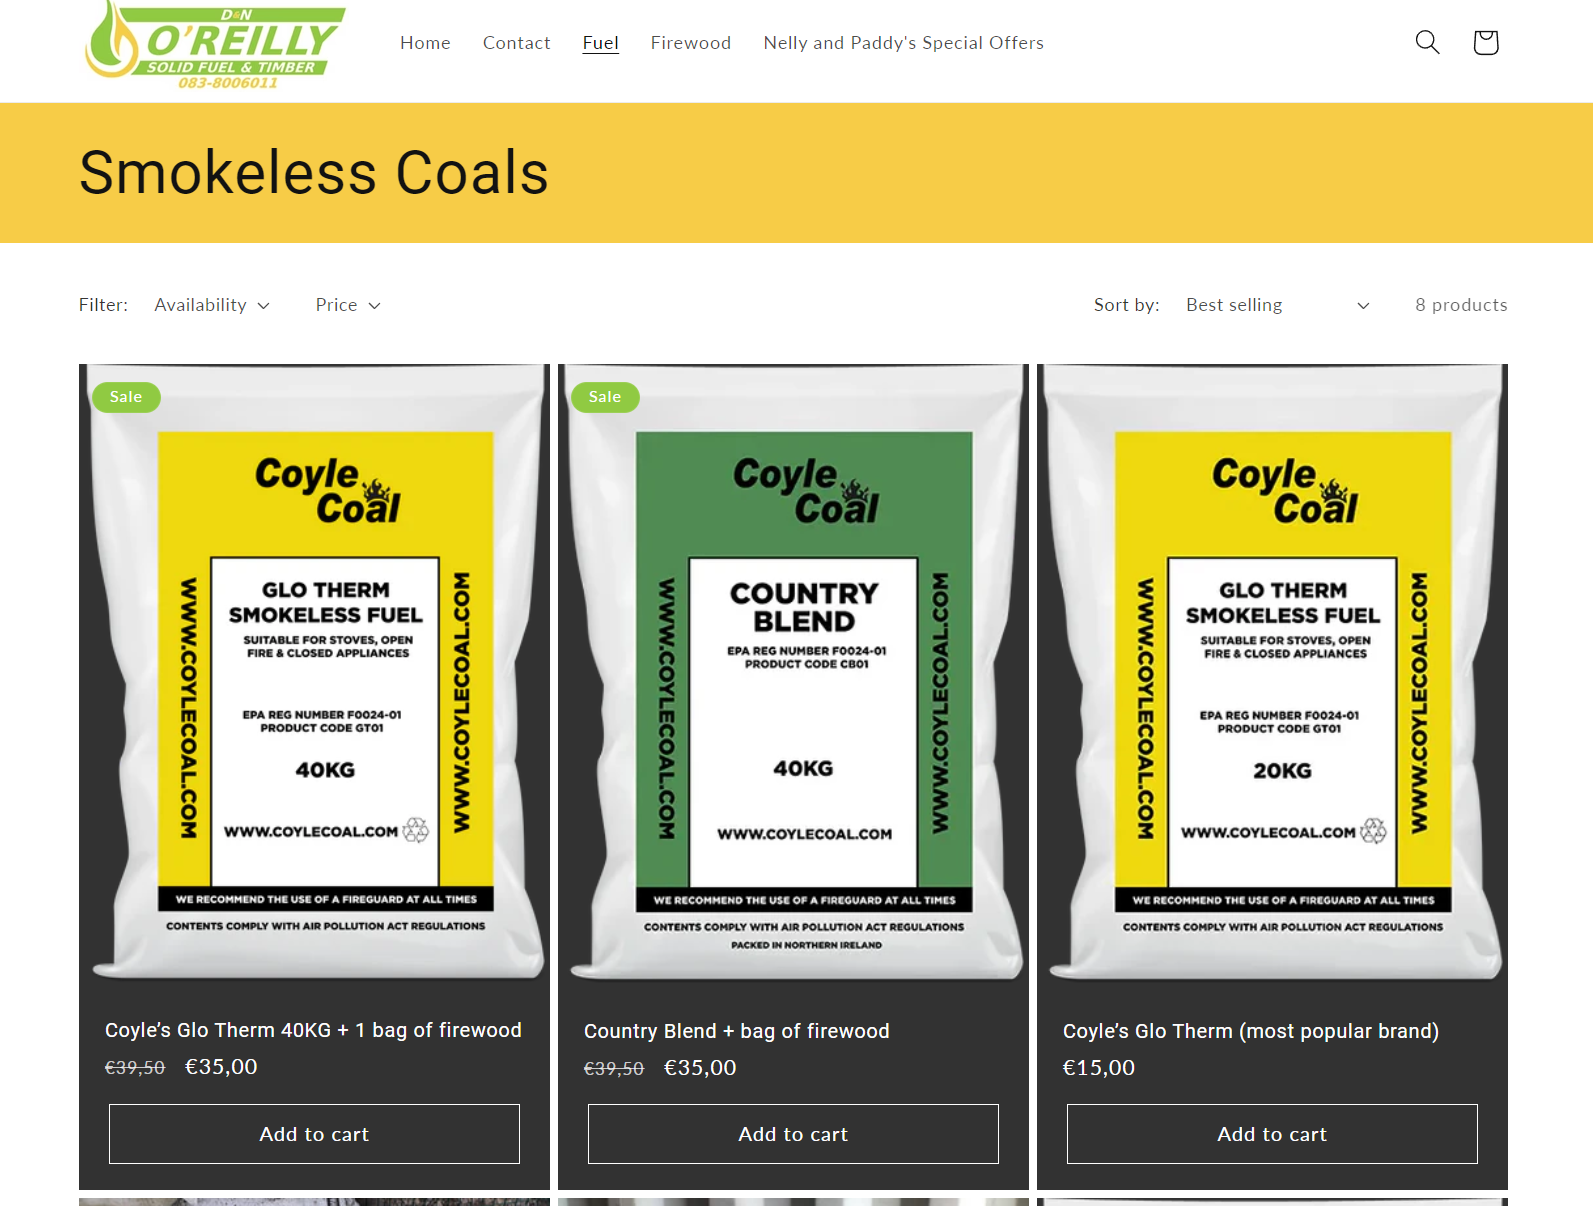 D&N
O'REILLY
SOLID FUEL & TIMBER
083-8006011
Home
Contact
Fuel
Firewood
Nelly and Paddy's Special Offers
Smokeless Coals
Filter:
Availability
Price
Sort by:
Best selling
8 products
Sale
Coyle
Coal
GLO THERM
SMOKELESS FUEL
SUITABLE FOR STOVES, OPEN
FIRE & CLOSED APPLIANCES
EPA REG NUMBER F0024-01
PRODUCT CODE GT01
40KG
WWW.COYLECOAL.COM
WWW.COYLECOAL.COM
WWW.COYLECOAL.COM
WE RECOMMEND THE USE OF A FIREGUARD AT ALL TIMES
CONTENTS COMPLY WITH AIR POLLUTION ACT REGULATIONS
Coyle’s Glo Therm 40KG + 1 bag of firewood
€39,50 €35,00
Add to cart
Sale
Coyle
Coal
COUNTRY
BLEND
EPA REG NUMBER F0024-01
PRODUCT CODE CB01
40KG
WWW.COYLECOAL.COM
WWW.COYLECOAL.COM
WWW.COYLECOAL.COM
WE RECOMMEND THE USE OF A FIREGUARD AT ALL TIMES
CONTENTS COMPLY WITH AIR POLLUTION ACT REGULATIONS
PACKED IN NORTHERN IRELAND
Country Blend + bag of firewood
€39,50 €35,00
Add to cart
Coyle
Coal
GLO THERM
SMOKELESS FUEL
SUITABLE FOR STOVES, OPEN
FIRE & CLOSED APPLIANCES
EPA REG NUMBER F0024-01
PRODUCT CODE GT01
20KG
WWW.COYLECOAL.COM
WWW.COYLECOAL.COM
WWW.COYLECOAL.COM
WE RECOMMEND THE USE OF A FIREGUARD AT ALL TIMES
CONTENTS COMPLY WITH AIR POLLUTION ACT REGULATIONS
Coyle’s Glo Therm (most popular brand)
€15,00
Add to cart